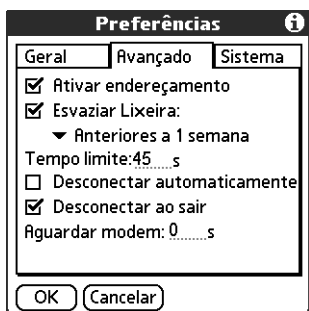 Preferências
Geral Avançado Sistema
Ativar endereçamento
Esvaziar Lixeira:
Anteriores a 1 semana
Tempo limite:45 s
Desconectar automaticamente
Desconectar ao sair
Aguardar modem: 0 s
OK Cancelar